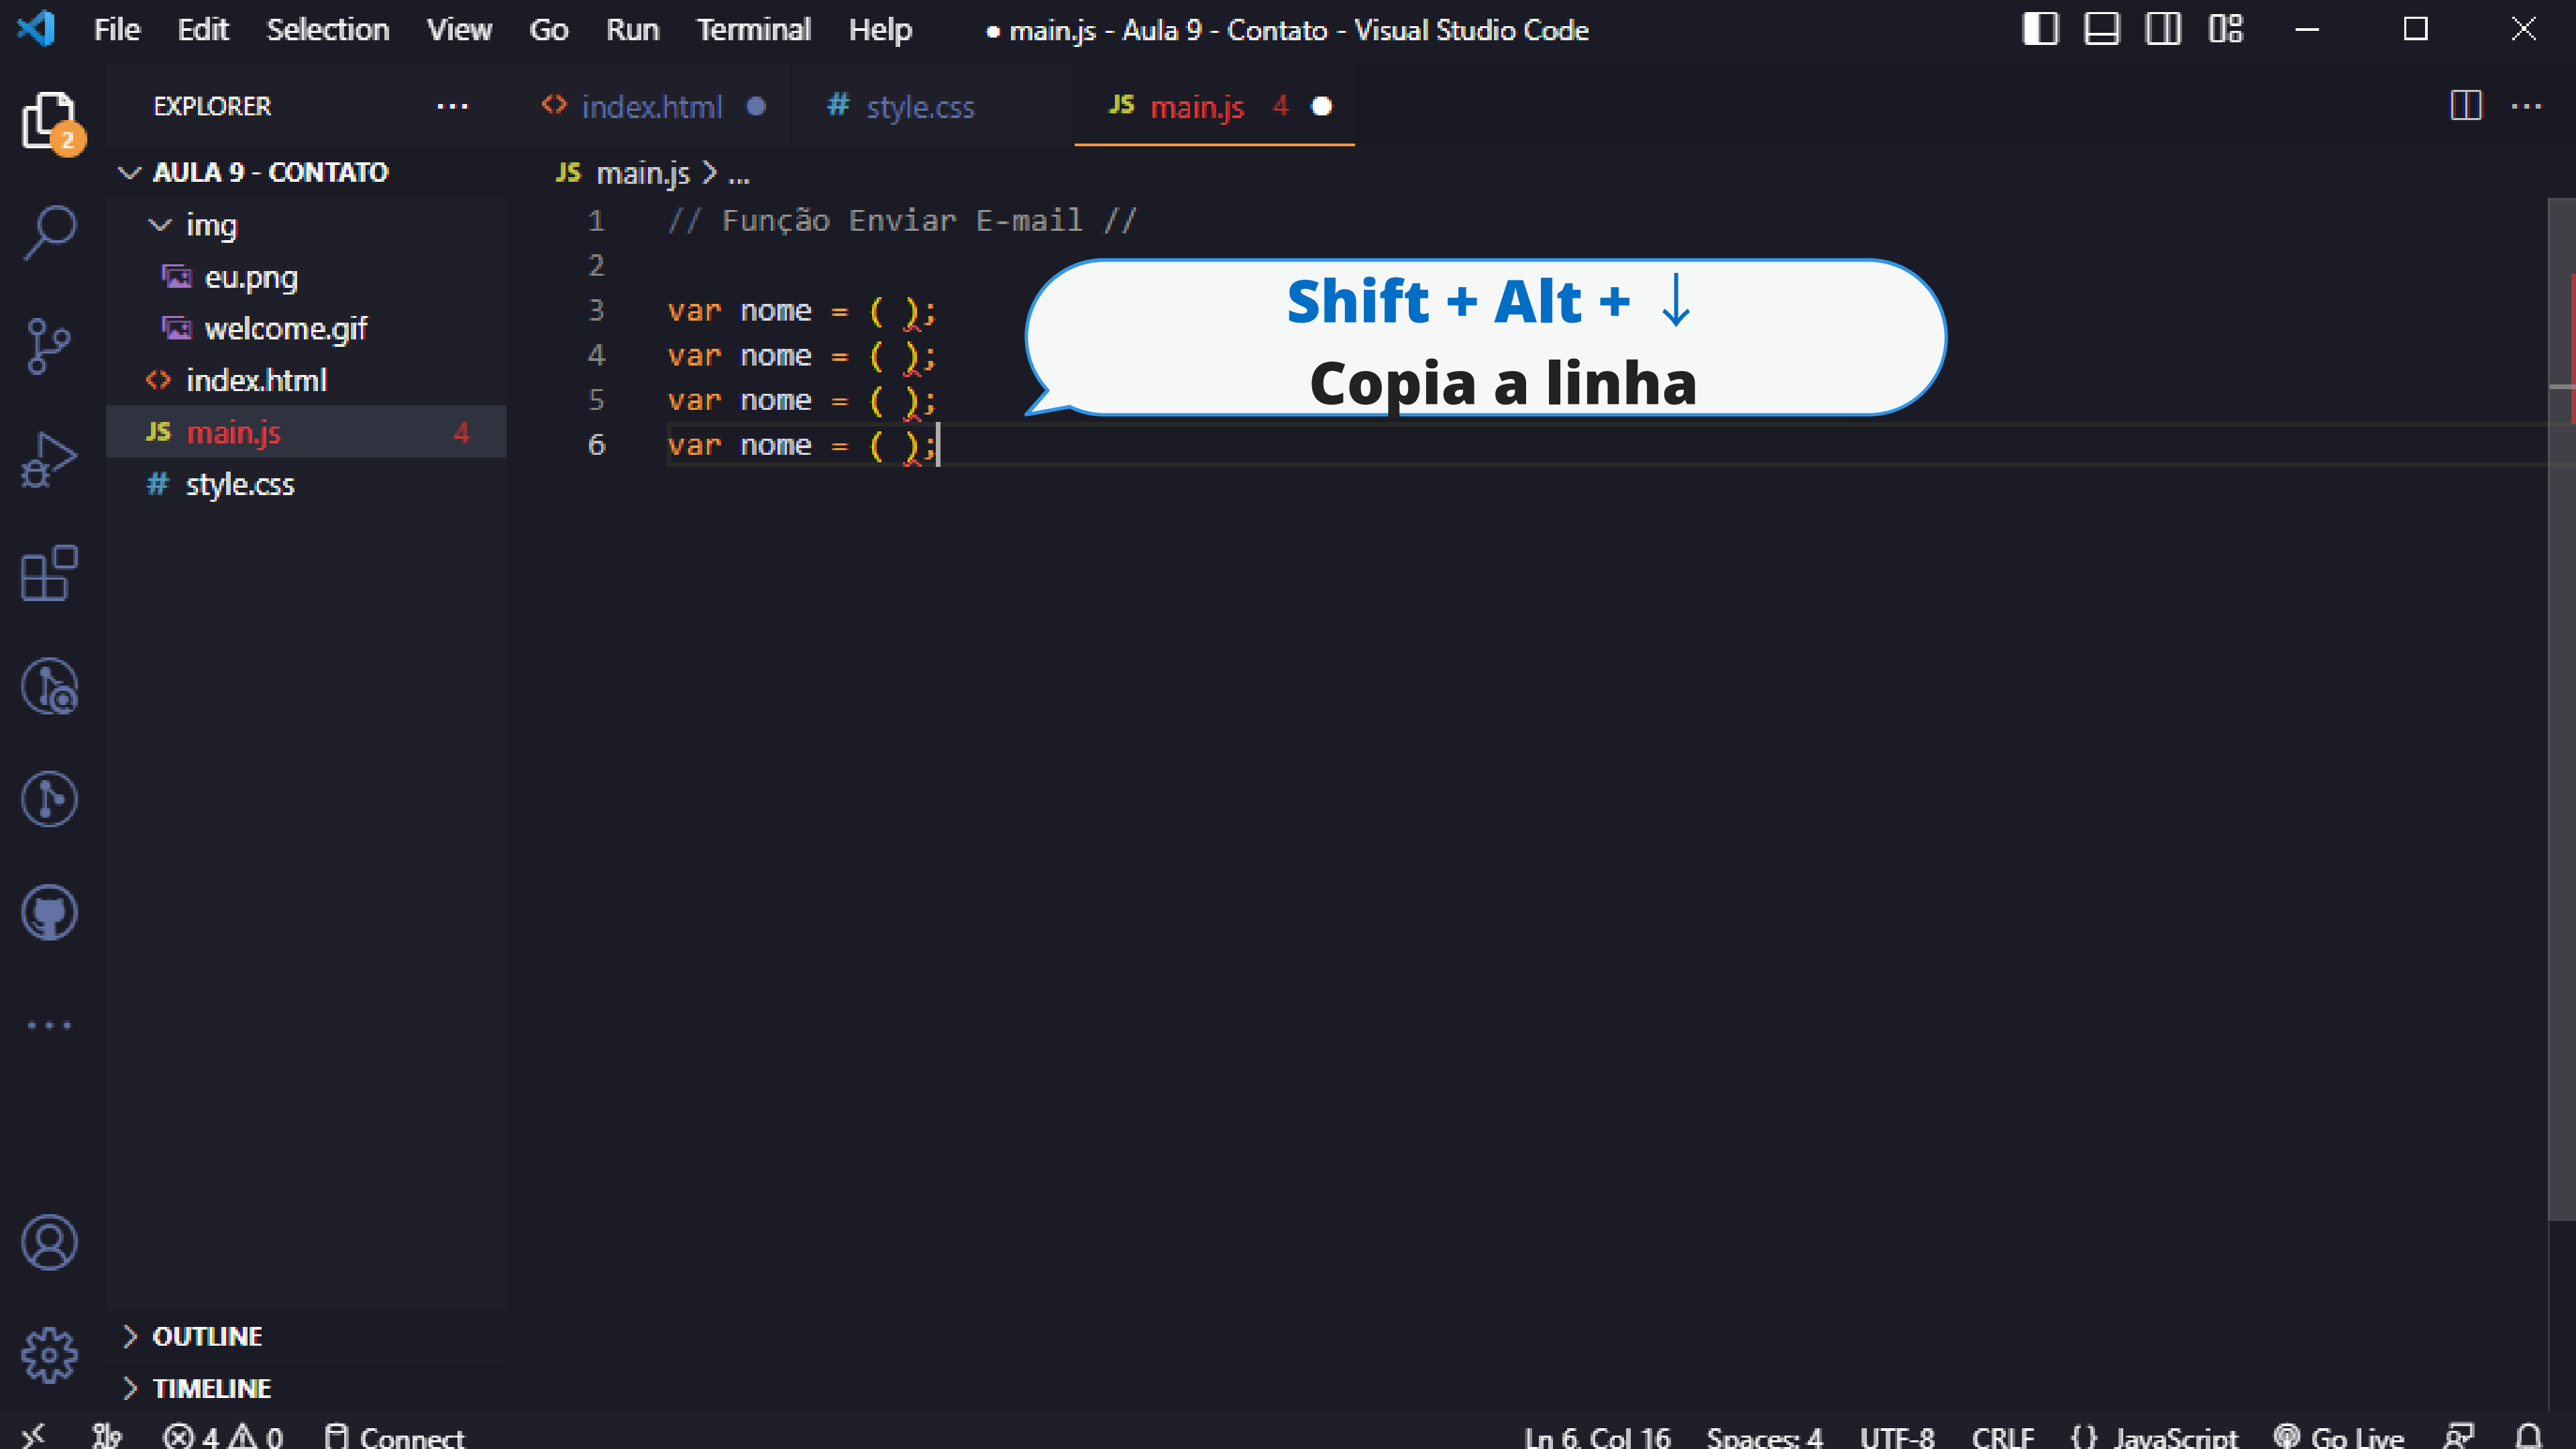 File Edit Selection View Go Run Terminal Help ● main.js - Aula 9 - Contato - Visual Studio Code
EXPLORER ...
<> index.html ●
# style.css
JS main.js 4 ●
2
AULA 9 - CONTATO
JS main.js > ...
img
eu.png
welcome.gif
<> index.html
JS main.js 4
# style.css
1 // Função Enviar E-mail //
2
3 var nome = ( );
4 var nome = ( );
5 var nome = ( );
6 var nome = ( );
Shift + Alt + ↓
Copia a linha
OUTLINE
TIMELINE
4 0 Connect Ln 6, Col 16 Spaces: 4 UTF-8 CRLF {} JavaScript Go Live